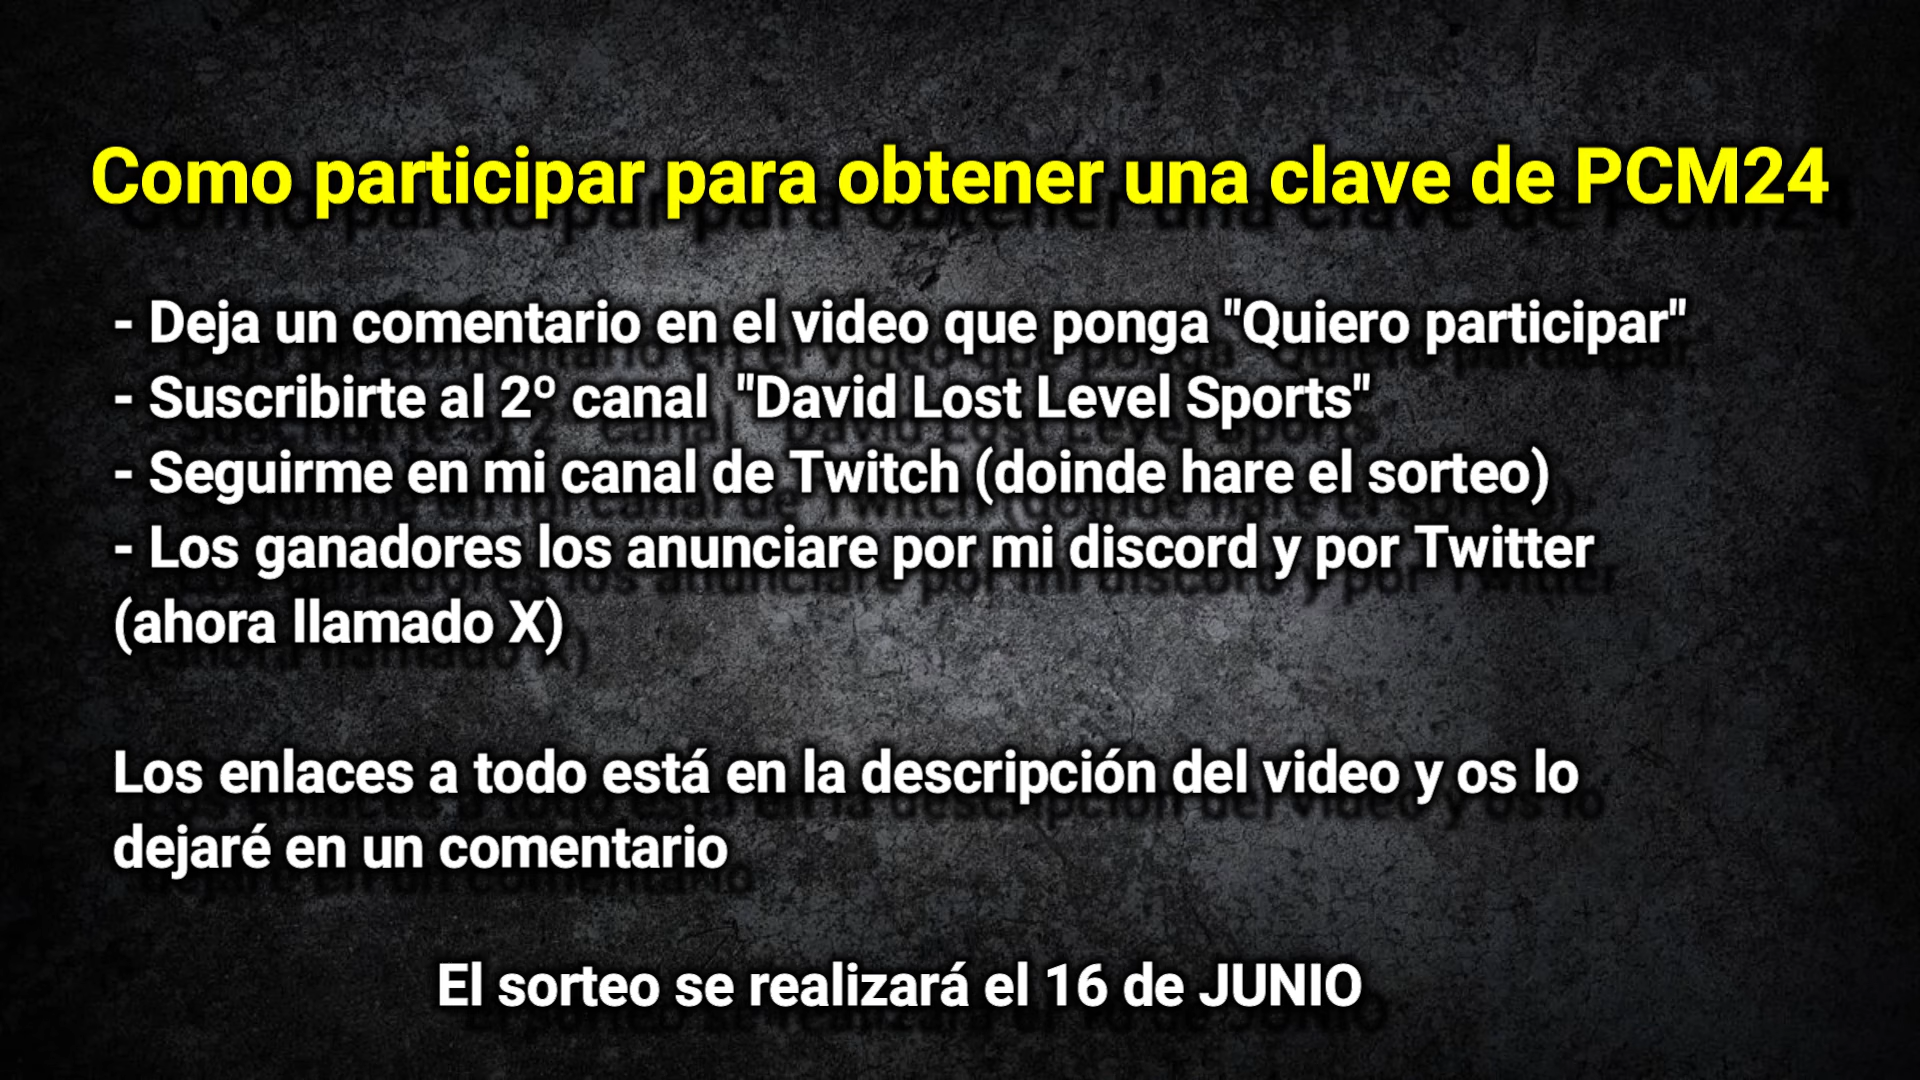 Como participar para obtener una clave de PCM24
- Deja un comentario en el video que ponga "Quiero participar"
- Suscribirte al 2º canal  "David Lost Level Sports"
- Seguirme en mi canal de Twitch (doinde hare el sorteo)
- Los ganadores los anunciare por mi discord y por Twitter
(ahora llamado X)
Los enlaces a todo está en la descripción del video y os lo
dejaré en un comentario
El sorteo se realizará el 16 de JUNIO